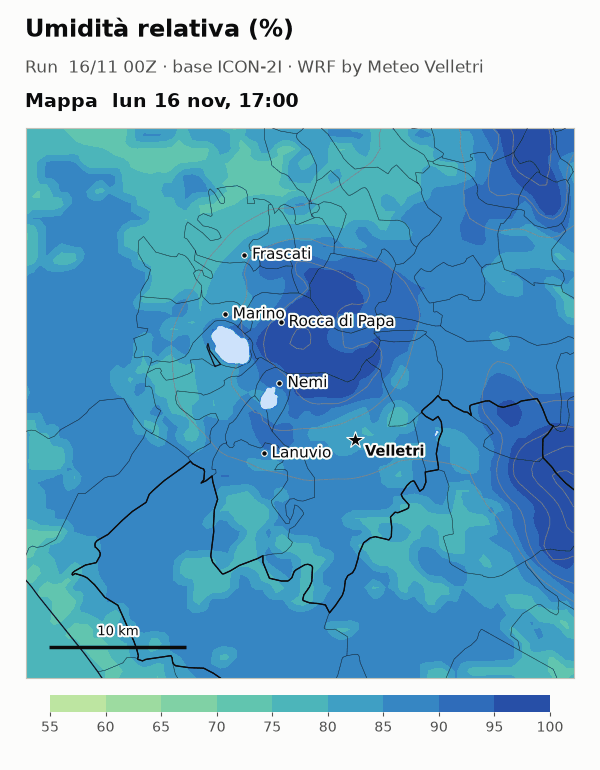 Umidità relativa (%)
Run  16/11 00Z · base ICON-2I · WRF by Meteo Velletri
Mappa  lun 16 nov, 17:00
Frascati
Marino
Rocca di Papa
Nemi
Velletri
Lanuvio
10 km
55 60 65 70 75 80 85 90 95 100